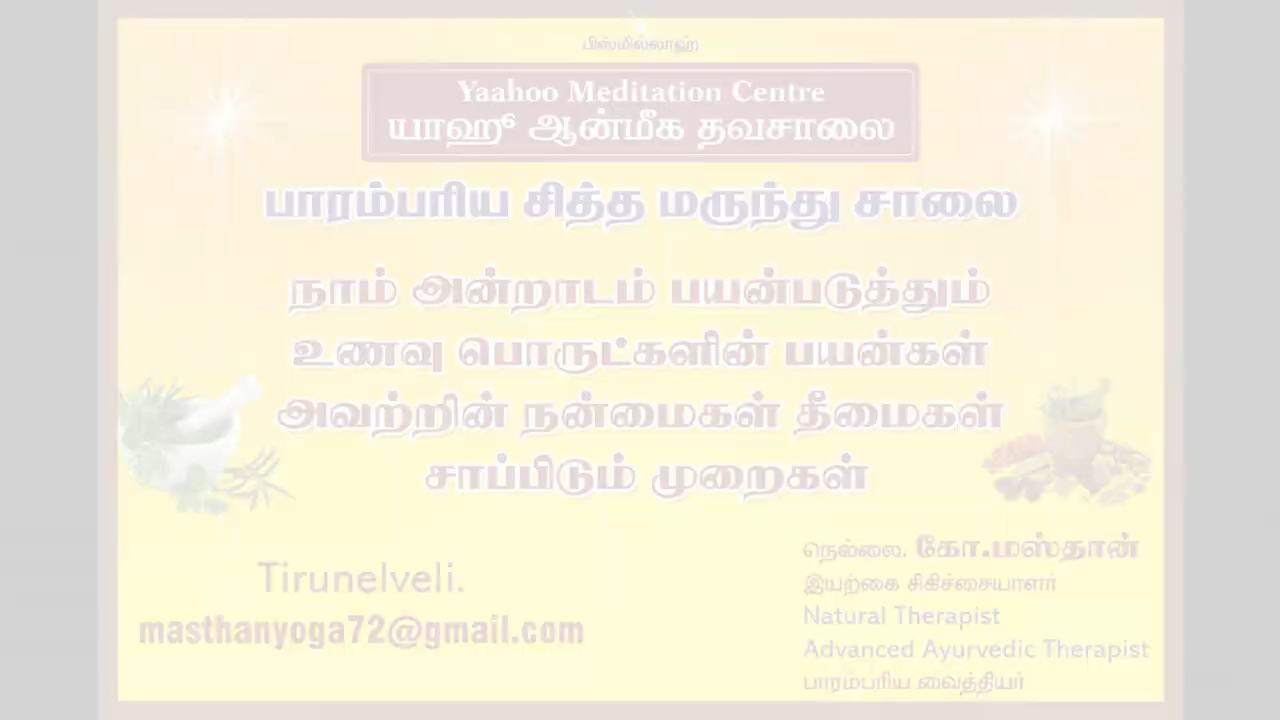 பிஸ்மில்லாஹ்
Yaahoo Meditation Centre
யாஹூ ஆன்மீக தவசாலை
பாரம்பரிய சித்த மருந்து சாலை
நாம் அன்றாடம் பயன்படுத்தும்
உணவு பொருட்களின் பயன்கள்
அவற்றின் நன்மைகள் தீமைகள்
சாப்பிடும் முறைகள்
Tirunelveli.
masthanyoga72@gmail.com
நெல்லை. கோ.மஸ்தான்
இயற்கை சிகிச்சையாளர்
Natural Therapist
Advanced Ayurvedic Therapist
பாரம்பரிய வைத்தியர்